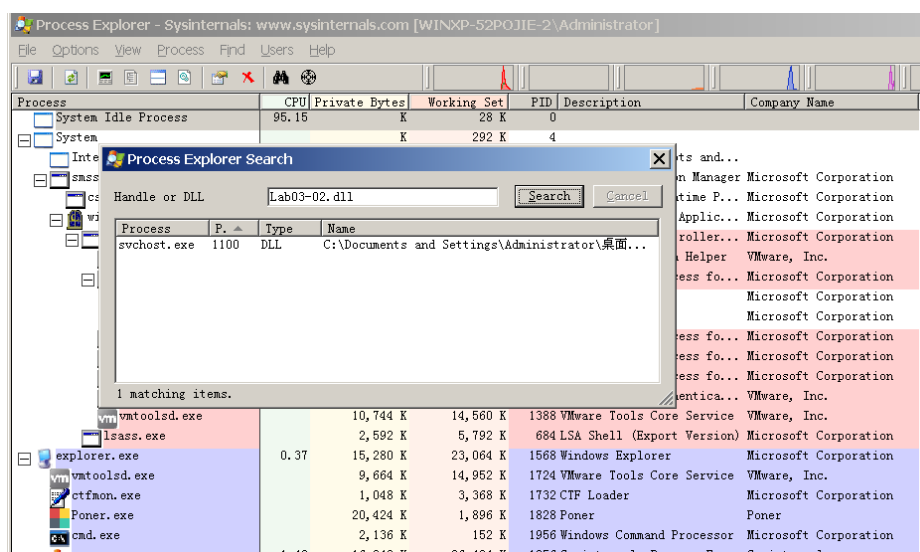 Process Explorer - Sysinternals: www.sysinternals.com [WINXP-52POJIE-2\Administrator]
File Options View Process Find Users Help
Process CPU Private Bytes Working Set PID Description Company Name
System Idle Process 95.15 K 28 K 0
System K 292 K 4
Inte ts and...
smss n Manager Microsoft Corporation
cs time P... Microsoft Corporation
wi Applic... Microsoft Corporation
roller... Microsoft Corporation
Helper VMware, Inc.
ess fo... Microsoft Corporation
Microsoft Corporation
Microsoft Corporation
ess fo... Microsoft Corporation
ess fo... Microsoft Corporation
ess fo... Microsoft Corporation
entica... VMware, Inc.
Process Explorer Search
Handle or DLL Lab03-02.dll Search Cancel
Process P. Type Name
svchost.exe 1100 DLL C:\Documents and Settings\Administrator\桌面...
1 matching items.
vmtoolsd.exe 10,744 K 14,560 K 1388 VMware Tools Core Service VMware, Inc.
lsass.exe 2,592 K 5,792 K 684 LSA Shell (Export Version) Microsoft Corporation
explorer.exe 0.37 15,280 K 23,064 K 1568 Windows Explorer Microsoft Corporation
vmtoolsd.exe 9,664 K 14,952 K 1724 VMware Tools Core Service VMware, Inc.
ctfmon.exe 1,048 K 3,368 K 1732 CTF Loader Microsoft Corporation
Poner.exe 20,424 K 1,896 K 1828 Poner Poner
cmd.exe 2,136 K 152 K 1956 Windows Command Processor Microsoft Corporation